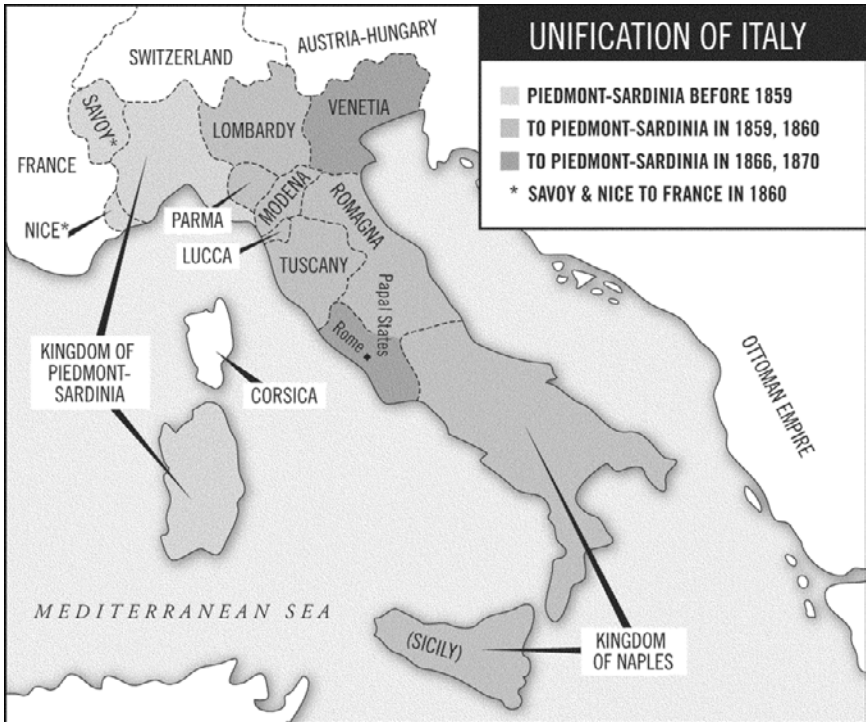 UNIFICATION OF ITALY
PIEDMONT-SARDINIA BEFORE 1859
TO PIEDMONT-SARDINIA IN 1859, 1860
TO PIEDMONT-SARDINIA IN 1866, 1870
* SAVOY & NICE TO FRANCE IN 1860
AUSTRIA-HUNGARY
SWITZERLAND
SAVOY*
LOMBARDY
VENETIA
FRANCE
NICE*
PARMA
MODENA
ROMAGNA
LUCCA
TUSCANY
Papal States
Rome
KINGDOM OF
PIEDMONT-
SARDINIA
CORSICA
OTTOMAN EMPIRE
MEDITERRANEAN SEA
(SICILY)
KINGDOM
OF NAPLES